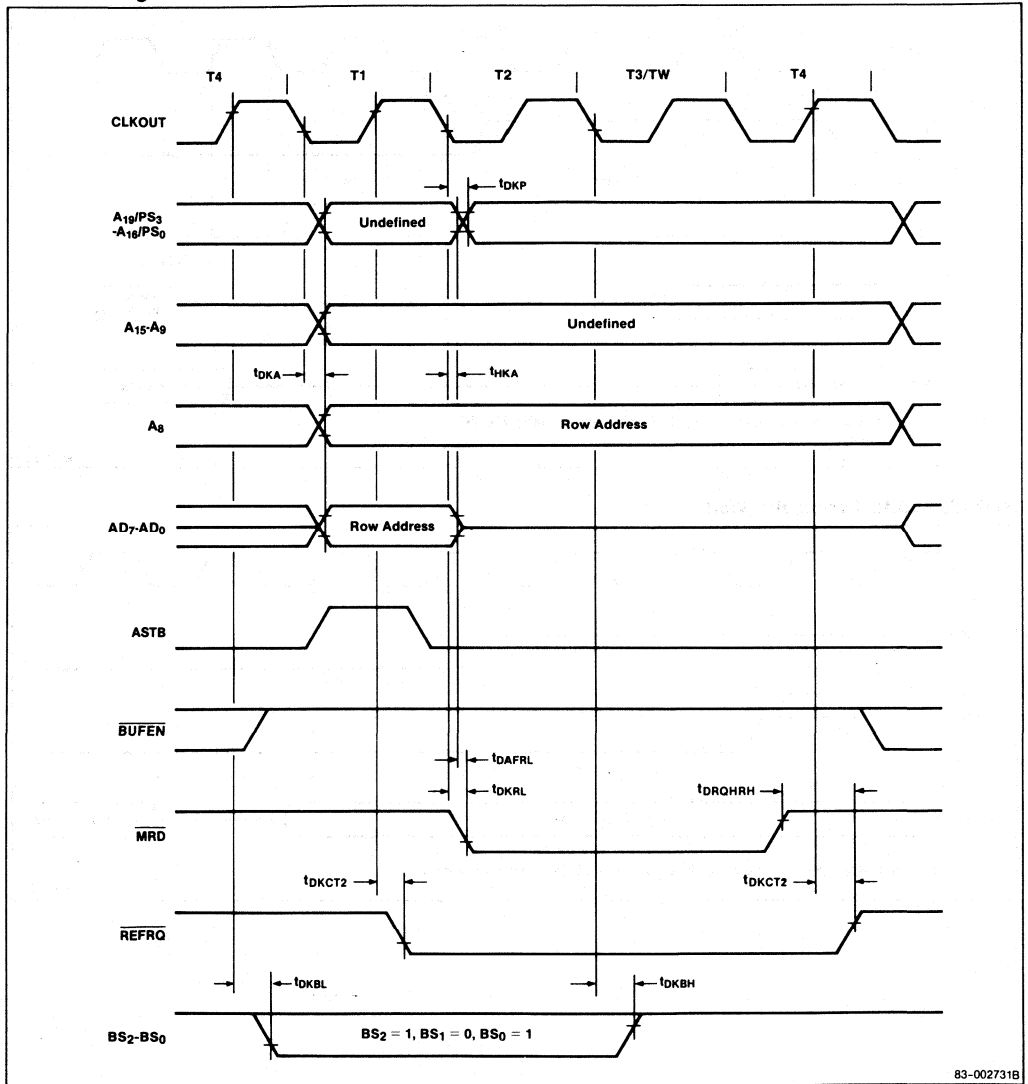 T4 | T1 | T2 | T3/TW | T4 |
CLKOUT
tDKP
A19/PS3
-A16/PS0
Undefined
A15-A9
Undefined
tDKA
tHKA
A8
Row Address
AD7-AD0
Row Address
ASTB
BUFEN
tDAFRL
tDKRL
tDRQHRH
MRD
tDKCT2
tDKCT2
REFRQ
tDKBL
tDKBH
BS2-BS0
BS2 = 1, BS1 = 0, BS0 = 1
83-002731B